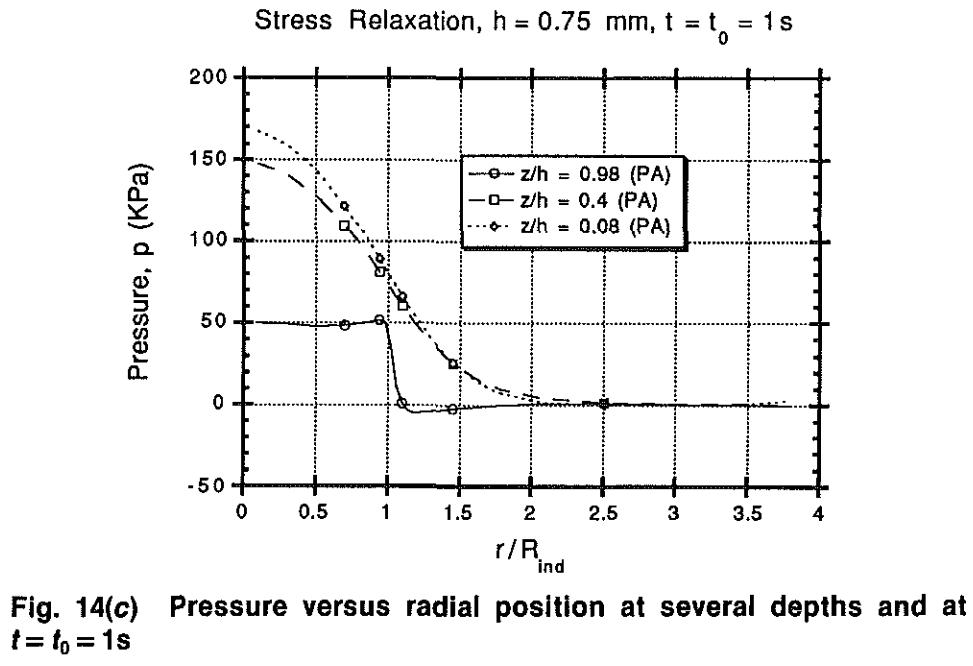 Stress Relaxation, h = 0.75 mm, t = t₀ = 1s
200
150
100
50
0
-50
Pressure, p (KPa)
z/h = 0.98 (PA)
z/h = 0.4 (PA)
z/h = 0.08 (PA)
0 0.5 1 1.5 2 2.5 3 3.5 4
r/R_ind
Fig. 14(c) Pressure versus radial position at several depths and at
t = t₀ = 1s